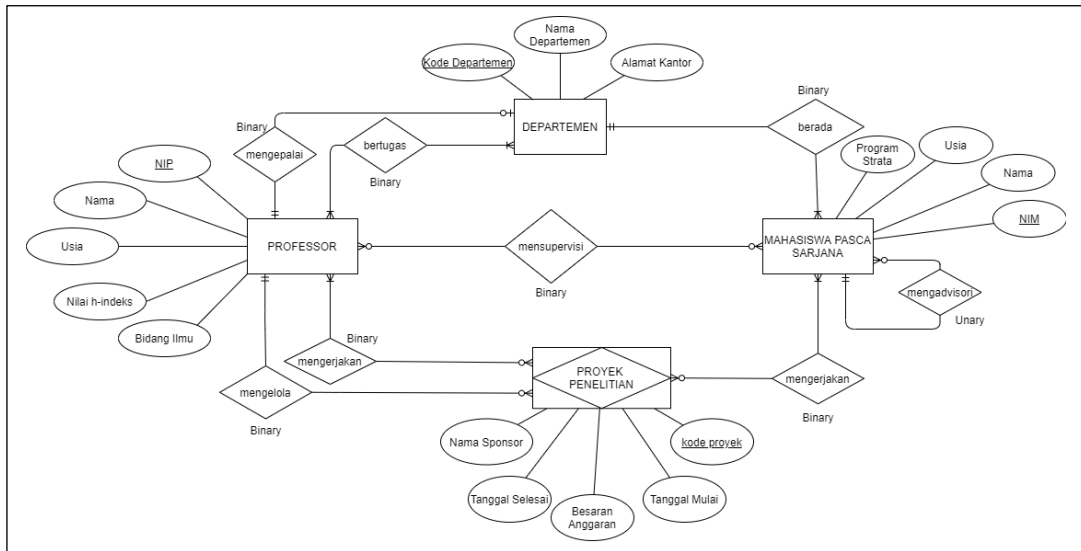 Nama
Departemen
Kode Departemen
Alamat Kantor
Binary
DEPARTEMEN
Binary
mengepalai
bertugas
Binary
Binary
berada
Program
Strata
Usia
Nama
NIM
NIP
Nama
Usia
Nilai h-indeks
Bidang Ilmu
PROFESSOR
mensupervisi
Binary
MAHASISWA PASCA
SARJANA
mengadvisori
Unary
Binary
mengerjakan
mengelola
Binary
PROYEK
PENELITIAN
mengerjakan
Binary
Nama Sponsor
kode proyek
Tanggal Selesai
Besaran
Anggaran
Tanggal Mulai